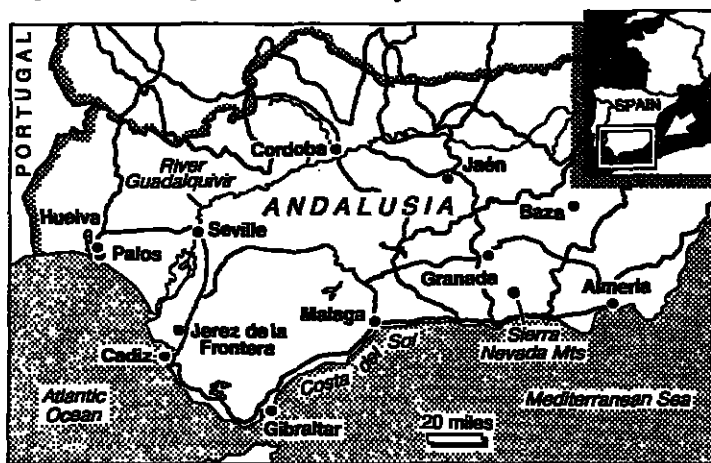 PORTUGAL
SPAIN
Cordoba
River
Guadalquivir
Jaén
ANDALUSIA
Baza
Huelva
Seville
Palos
Granada
Almeria
Malaga
Jerez de la
Frontera
Sierra
Nevada Mts
Cadiz
Costa del Sol
Atlantic
Ocean
Mediterranean Sea
20 miles
Gibraltar